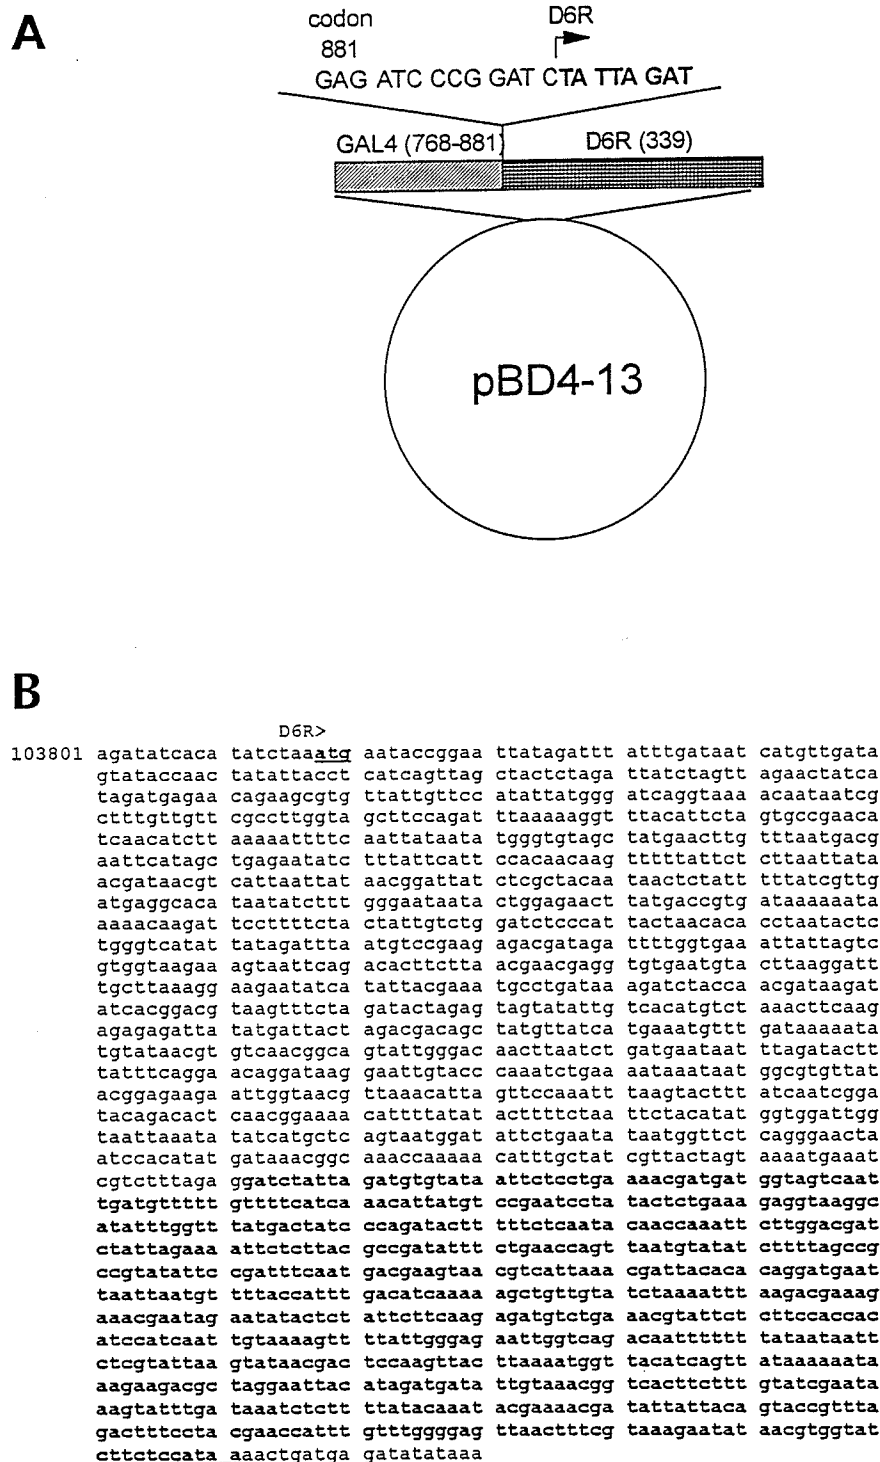 A
codon
881
D6R
GAG ATC CCG GAT CTA TTA GAT
GAL4 (768-881)
D6R (339)
pBD4-13
B
D6R>
103801 agatatcaca tatctaaatg aataccggaa ttatagattt atttgataat catgttgata
gtataccaac tatattacct catcagttag ctactctaga ttatctagtt agaactatca
tagatgagaa cagaagcgtg ttattgttcc atattatggg atcaggtaaa acaataatcg
ctttgttgtt cgccttggta gcttccagat ttaaaaaggt ttacattcta gtgccgaaca
tcaacatctt aaaaattttc aattataata tgggtgtagc tatgaacttg tttaatgacg
aattcatagc tgagaatatc tttattcatt ccacaacaag tttttattct cttaattata
acgataacgt cattaattat aacggattat ctcgctacaa taactctatt tttatcgttg
atgaggcaca taatatcttt gggaataata ctggagaact tatgaccgtg ataaaaaata
aaaacaagat tccttttcta ctattgtctg gatctcccat tactaacaca cctaatactc
tgggtcatat tatagattta atgtccgaag agacgataga ttttggtgaa attattagtc
gtggtaagaa agtaattcag acacttctta acgaacgagg tgtgaatgta cttaaggatt
tgcttaaagg aagaatatca tattacgaaa tgcctgataa agatctacca acgataagat
atcacggacg taagtttcta gatactagag tagtatattg tcacatgtct aaacttcaag
agagagatta tatgattact agacgacagc tatgttatca tgaaatgttt gataaaaata
tgtataacgt gtcaacggca gtattgggac aacttaatct gatgaataat ttagatactt
tatttcagga acaggataag gaattgtacc caaatctgaa aataaataat ggcgtgttat
acggagaaga attggtaacg ttaaacatta gttccaaatt taagtacttt atcaatcgga
tacagacact caacggaaaa cattttatat acttttctaa ttctacatat ggtggattgg
taattaaata tatcatgctc agtaatggat attctgaata taatggttct cagggaacta
atccacatat gataaacggc aaaccaaaaa catttgctat cgttactagt aaaatgaaat
cgtctttaga ggatctatta gatgtgtata attctcctga aaacgatgat ggtagtcaat
tgatgttttt gttttcatca aacattatgt ccgaatccta tactctgaaa gaggtaaggc
atatttggtt tatgactatc ccagatactt tttctcaata caaccaaatt cttggacgat
ctattagaaa attctcttac gccgatattt ctgaaccagt taatgtatat cttttagccg
ccgtatattc cgatttcaat gacgaagtaa cgtcattaaa cgattacaca caggatgaat
taattaatgt tttaccattt gacatcaaaa agctgttgta tctaaaattt aagacgaaag
aaacgaatag aatatactct attcttcaag agatgtctga aacgtattct cttccaccac
atccatcaat tgtaaaagtt ttattgggag aattggtcag acaatttttt tataataatt
ctcgtattaa gtataacgac tccaagttac ttaaaatggt tacatcagtt ataaaaaata
aagaagacgc taggaattac atagatgata ttgtaaacgg tcacttcttt gtatcgaata
aagtatttga taaatctctt ttatacaaat acgaaaacga tattattaca gtaccgttta
gactttccta cgaaccattt gtttggggag ttaactttcg taaagaatat aacgtggtat
cttctccata aaactgatga gatatataaa